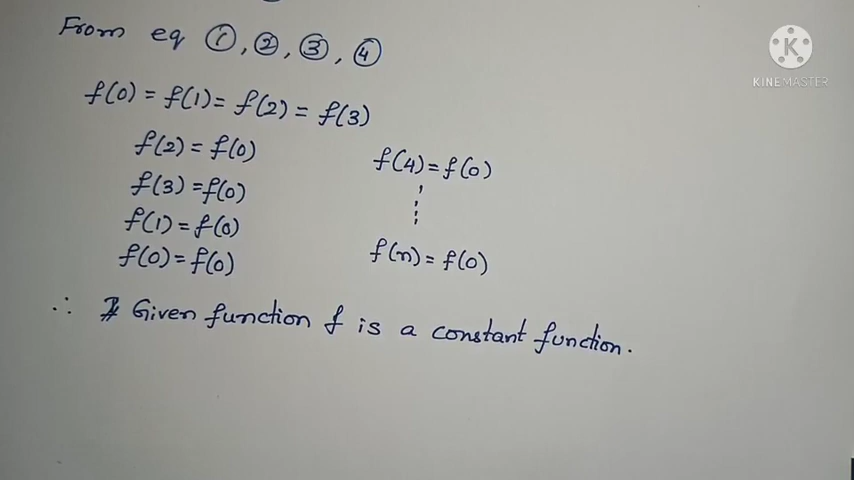 From eq ①, ②, ③, ④
f(0) = f(1) = f(2) = f(3)
f(2) = f(0)
f(3) = f(0)
f(1) = f(0)
f(0) = f(0)
f(4) = f(0)
f(n) = f(0)
∴ Given function f is a constant function.
KINEMASTER